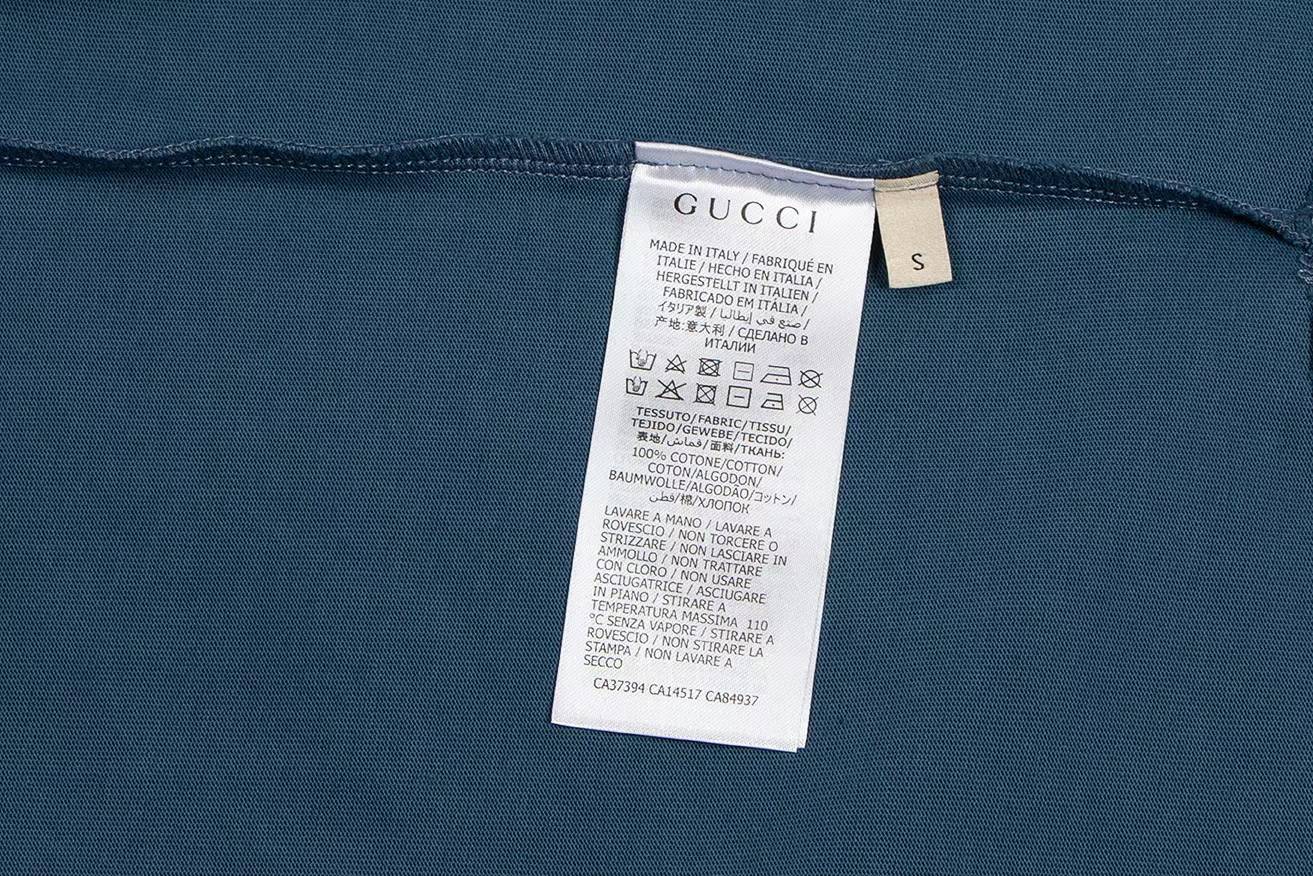 GUCCI
S
MADE IN ITALY / FABRIQUÉ EN
ITALIE / HECHO EN ITALIA /
HERGESTELLT IN ITALIEN /
FABRICADO EM ITÁLIA /
イタリア製 / صنع في إيطاليا /
产地:意大利 / СДЕЛАНО В
ИТАЛИИ
TESSUTO/FABRIC/TISSU/
TEJIDO/GEWEBE/TECIDO/
表地/قماش/面料/ТКАНЬ:
100% COTONE/COTTON/
COTON/ALGODON/
BAUMWOLLE/ALGODÃO/コットン/
قطن/棉/ХЛОПОК
LAVARE A MANO / LAVARE A
ROVESCIO / NON TORCERE O
STRIZZARE / NON LASCIARE IN
AMMOLLO / NON TRATTARE
CON CLORO / NON USARE
ASCIUGATRICE / ASCIUGARE
IN PIANO / STIRARE A
TEMPERATURA MASSIMA 110
°C SENZA VAPORE / STIRARE A
ROVESCIO / NON STIRARE LA
STAMPA / NON LAVARE A
SECCO
CA37394 CA14517 CA84937